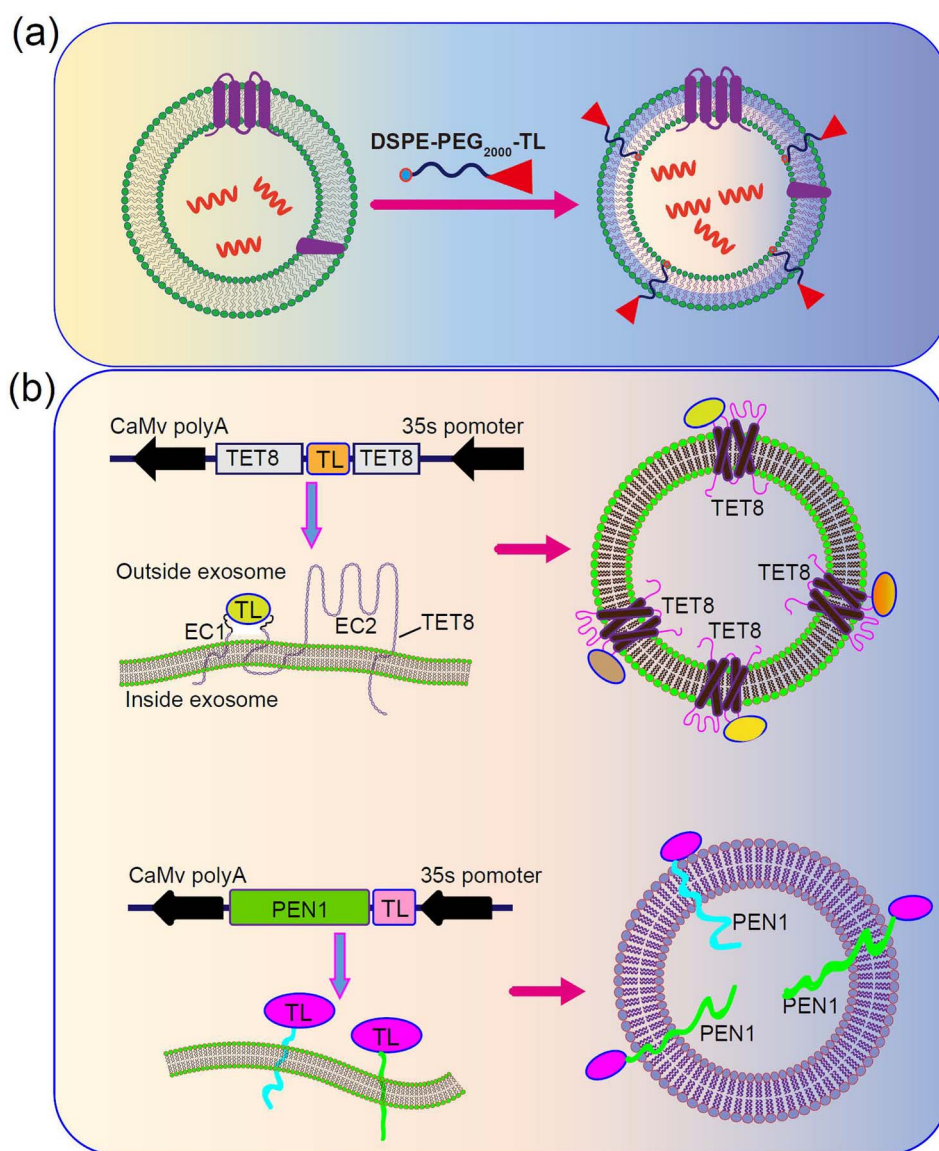 (a)
DSPE-PEG2000-TL
(b)
CaMv polyA
35s pomoter
TET8
TL
TET8
TET8
Outside exosome
TL
EC1
EC2
TET8
Inside exosome
TET8
TET8
TET8
CaMv polyA
35s pomoter
PEN1
TL
PEN1
TL
TL
PEN1
PEN1